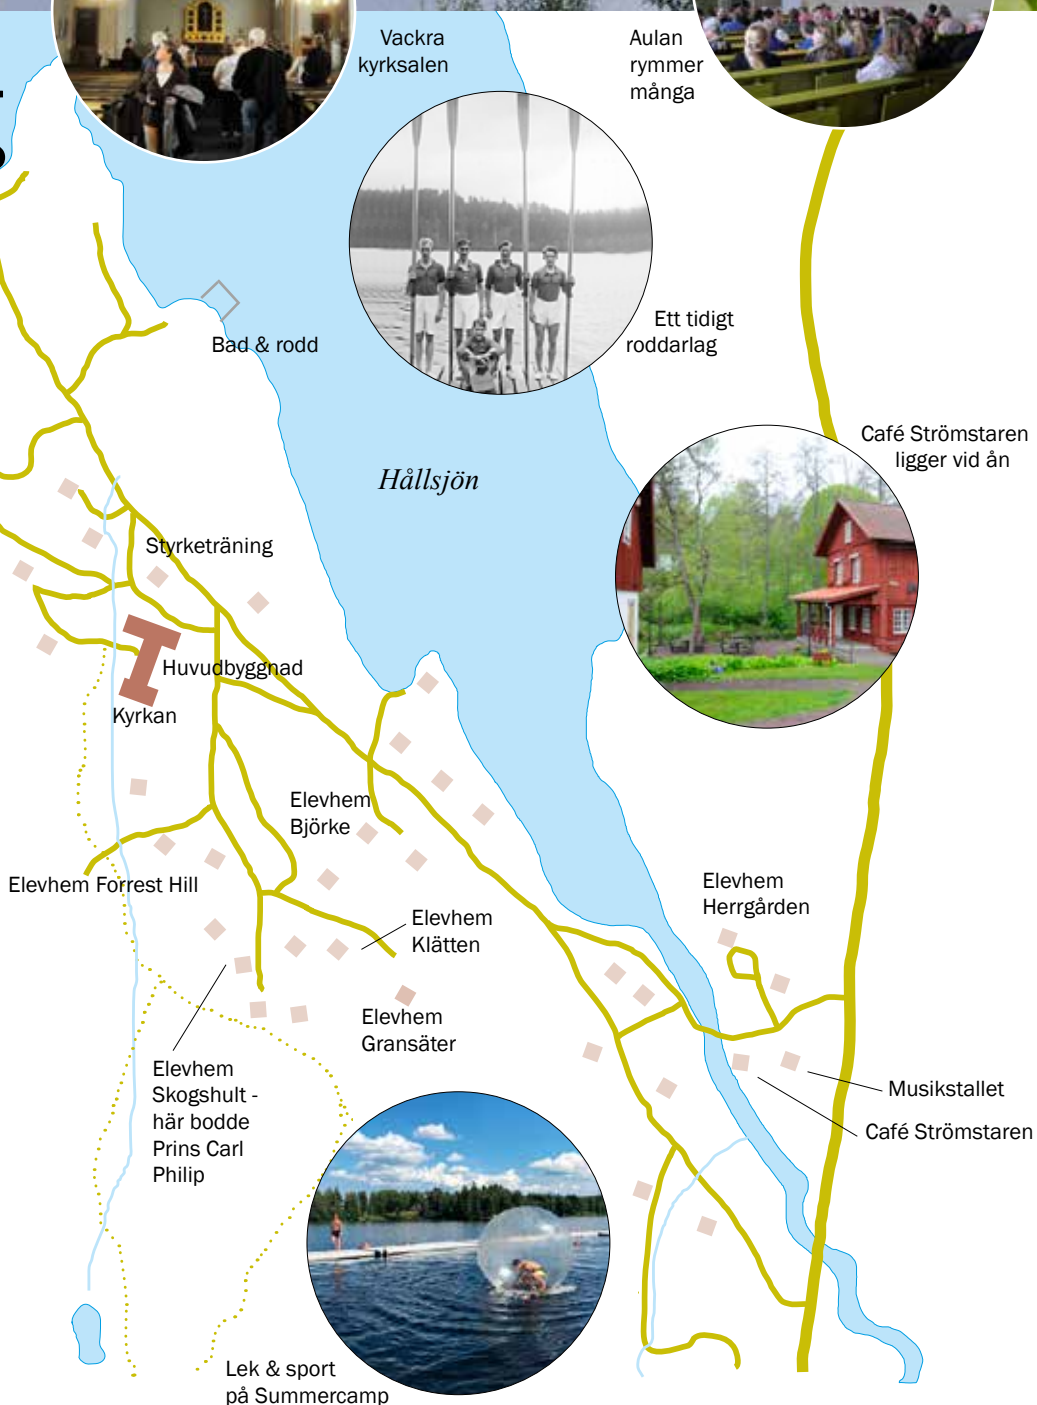 Vackra
kyrksalen
Aulan
rymmer
många
Ett tidigt
roddarlag
Bad & rodd
Café Strömstaren
ligger vid ån
Hållsjön
Styrketräning
Huvudbyggnad
Kyrkan
Elevhem
Björke
Elevhem Forrest Hill
Elevhem
Herrgården
Elevhem
Klätten
Elevhem
Gransäter
Elevhem
Skogshult -
här bodde
Prins Carl
Philip
Musikstallet
Café Strömstaren
Lek & sport
på Summercamp